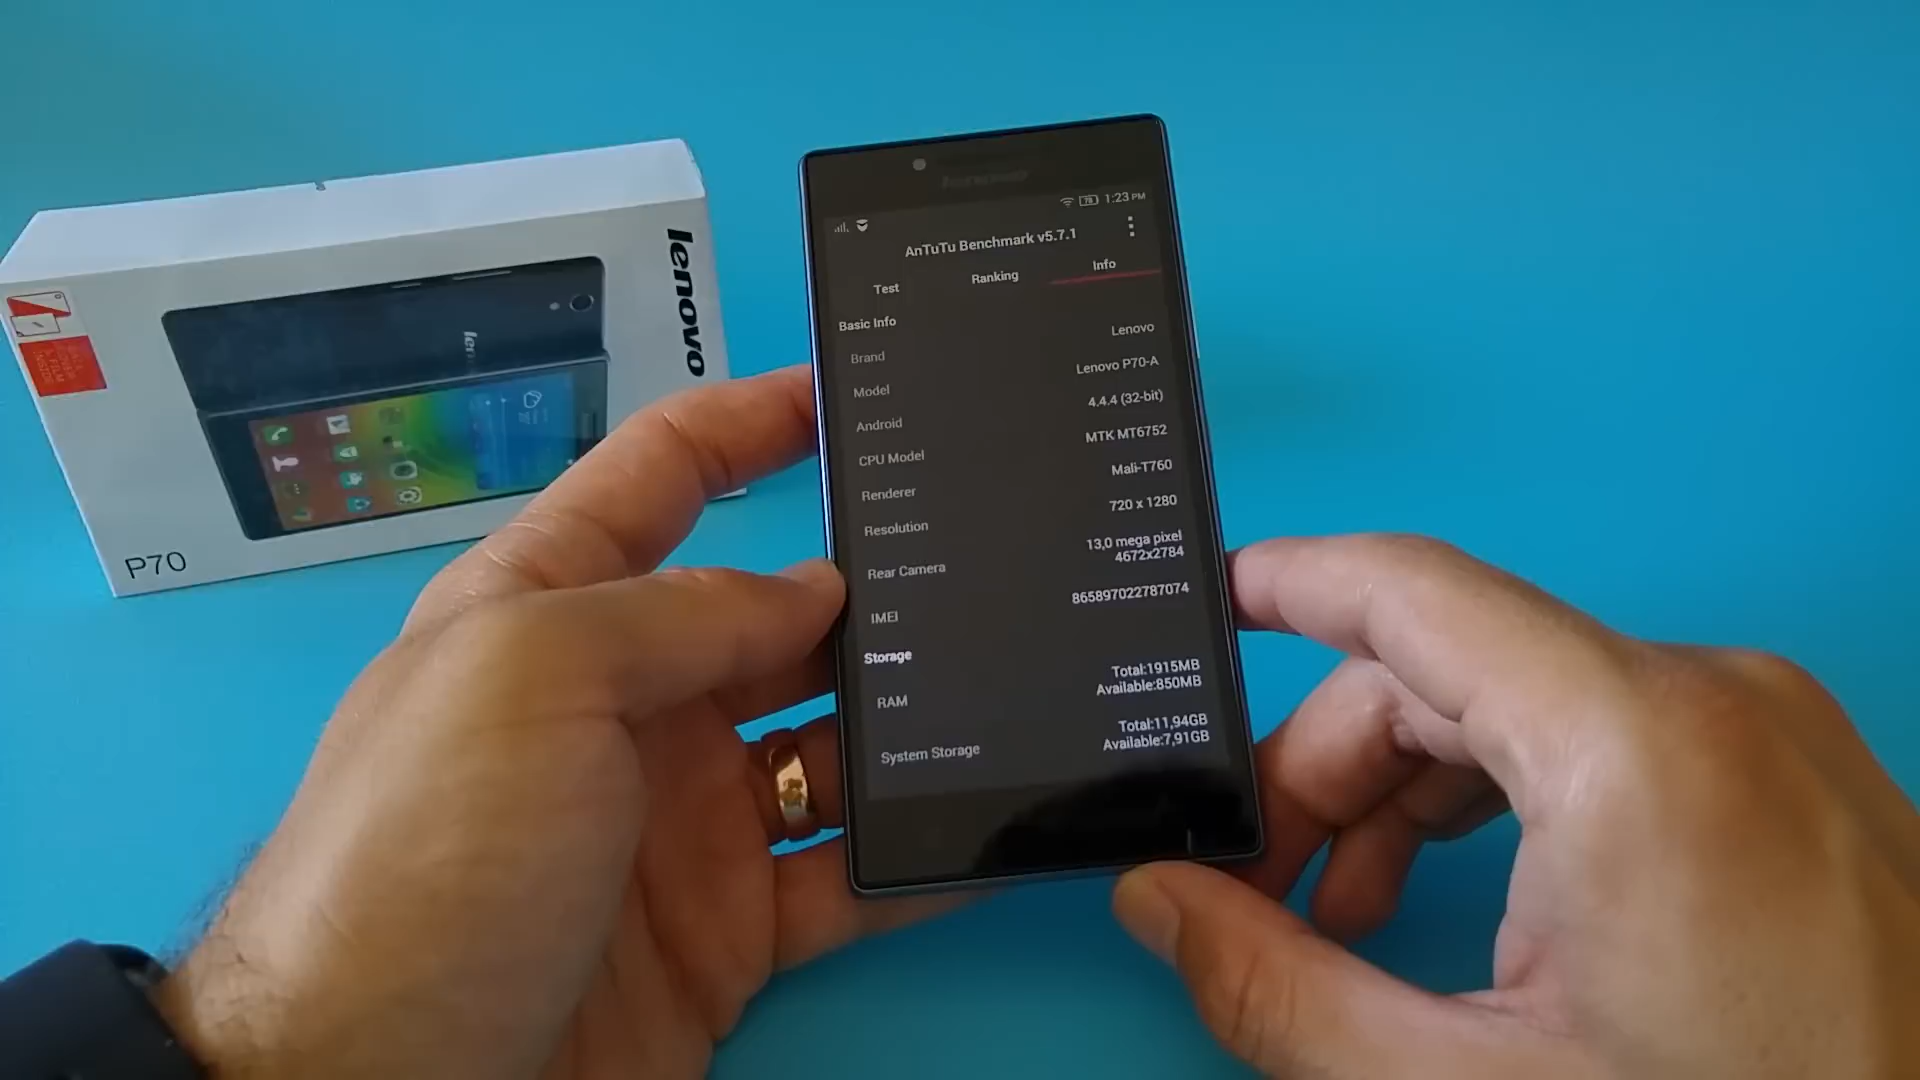 lenovo
P70
1:23 PM
AnTuTu Benchmark v5.7.1
Test Ranking Info
Basic Info
Brand Lenovo
Model Lenovo P70-A
Android 4.4.4 (32-bit)
CPU Model MTK MT6752
Renderer Mali-T760
Resolution 720 x 1280
Rear Camera 13,0 mega pixel
4672x2784
IMEI 865897022787074
Storage
RAM Total:1915MB
Available:850MB
System Storage Total:11,94GB
Available:7,91GB